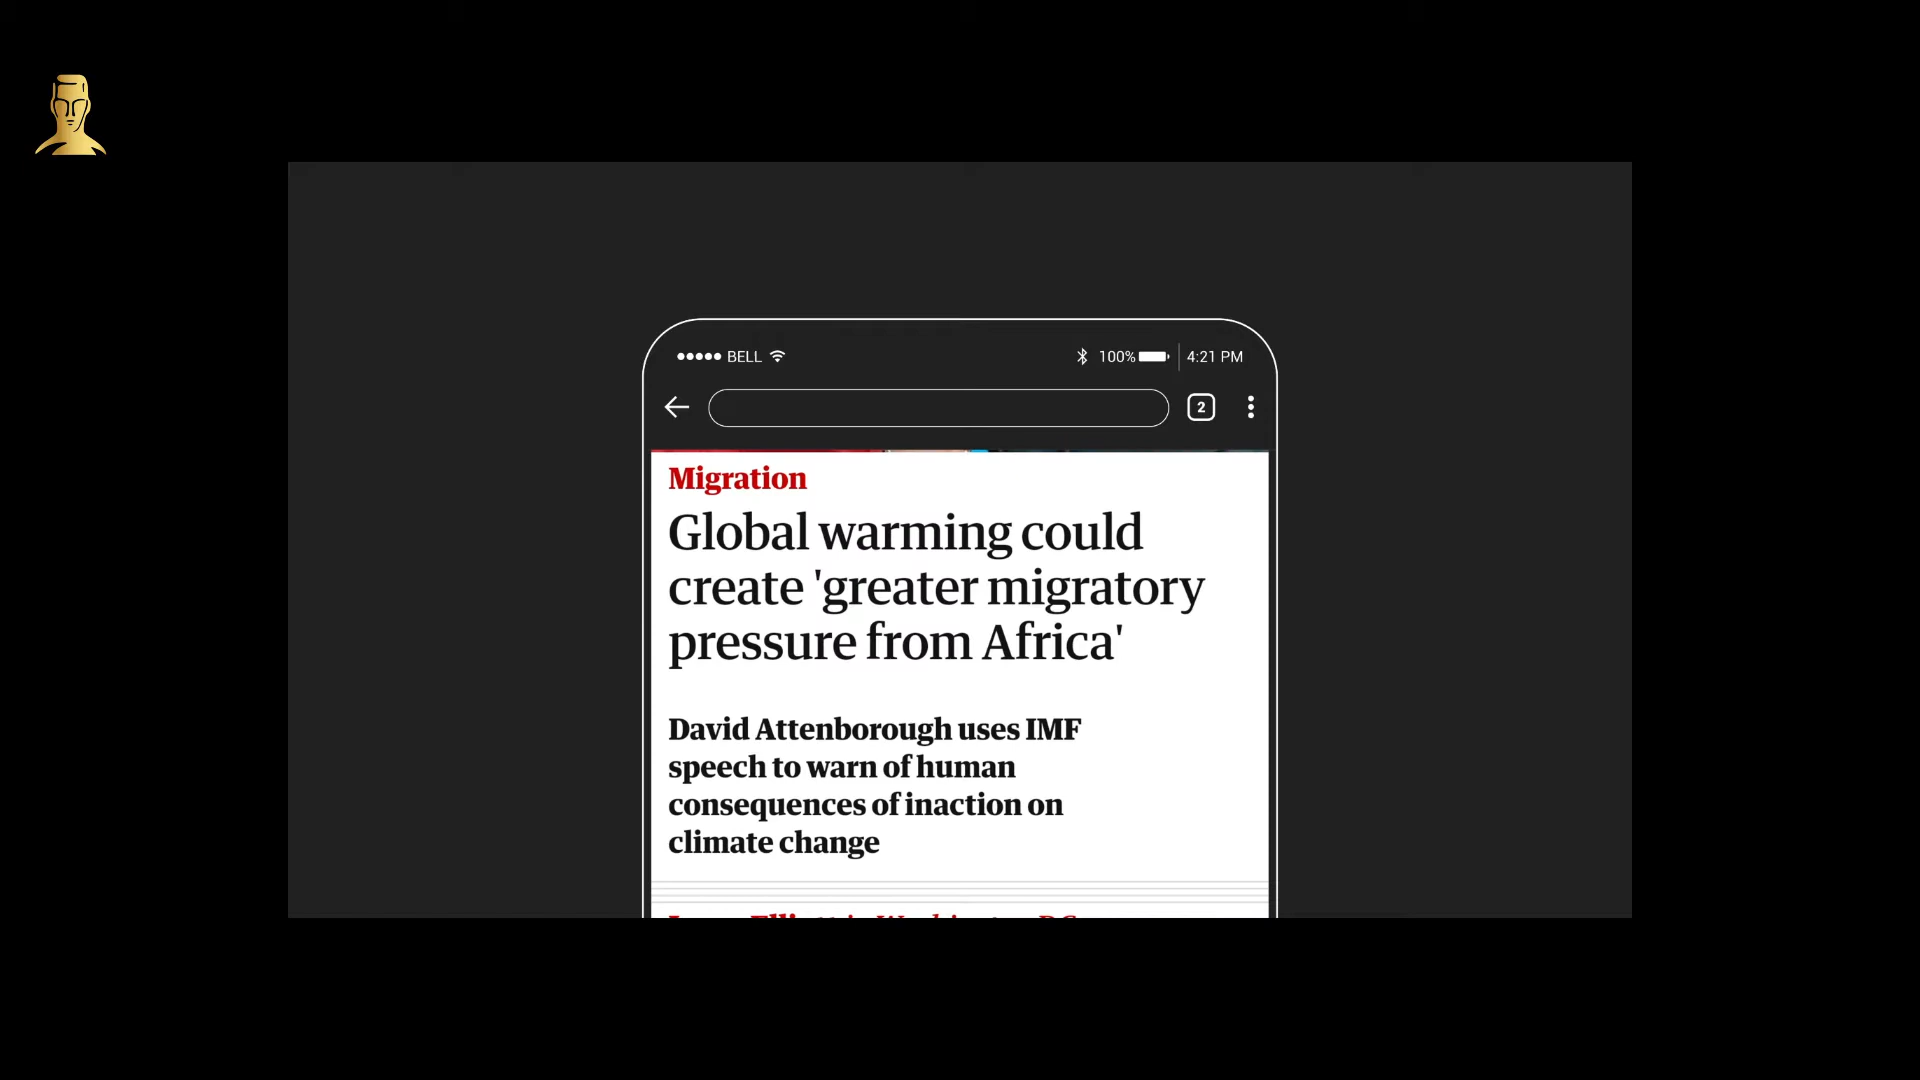 BELL 100% 4:21 PM
2
Migration
Global warming could
create 'greater migratory
pressure from Africa'
David Attenborough uses IMF
speech to warn of human
consequences of inaction on
climate change